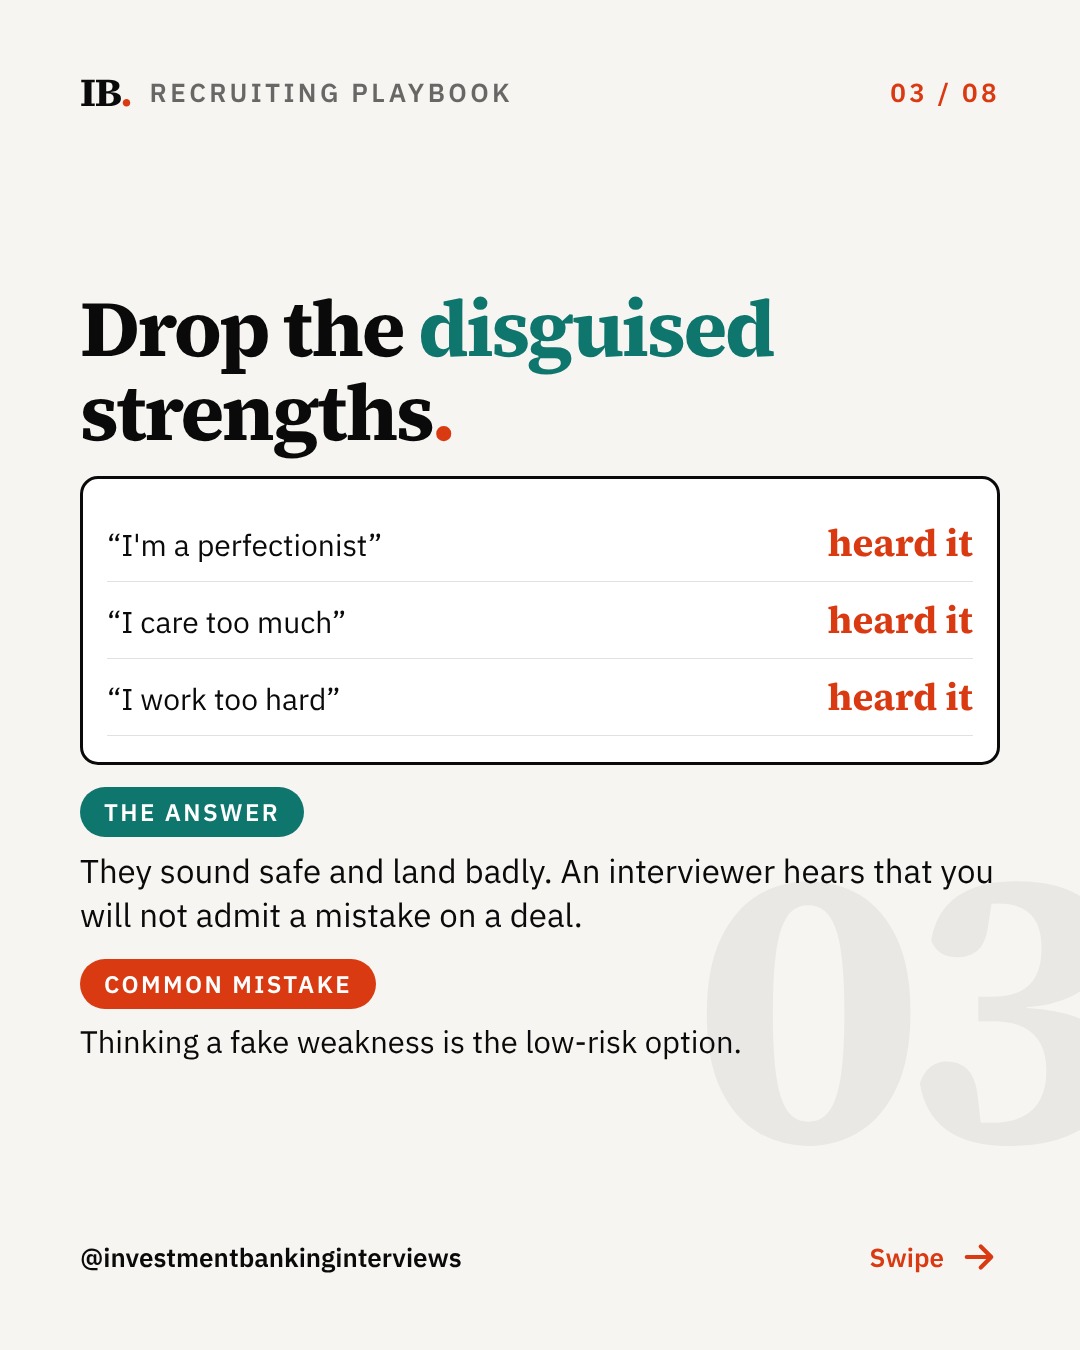 IB. RECRUITING PLAYBOOK 03 / 08
Drop the disguised
strengths.
“I'm a perfectionist” heard it
“I care too much” heard it
“I work too hard” heard it
THE ANSWER
They sound safe and land badly. An interviewer hears that you
will not admit a mistake on a deal.
COMMON MISTAKE
Thinking a fake weakness is the low-risk option.
03
@investmentbankinginterviews Swipe →